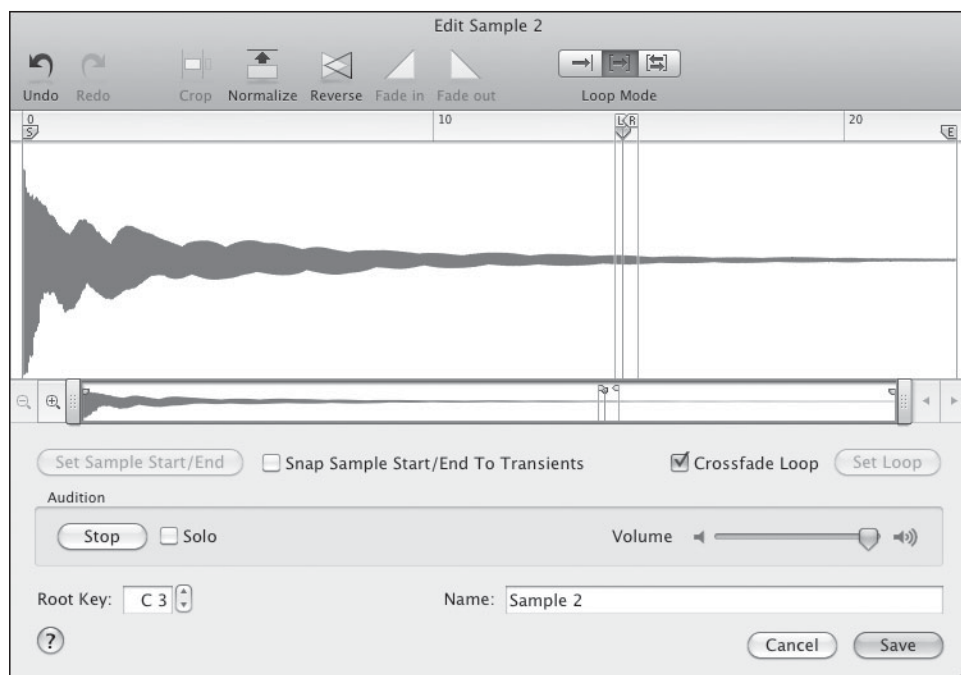 Edit Sample 2
Undo Redo Crop Normalize Reverse Fade in Fade out Loop Mode
0 10 20
S L R E
Set Sample Start/End Snap Sample Start/End To Transients Crossfade Loop Set Loop
Audition
Stop Solo Volume
Root Key: C 3 Name: Sample 2
? Cancel Save